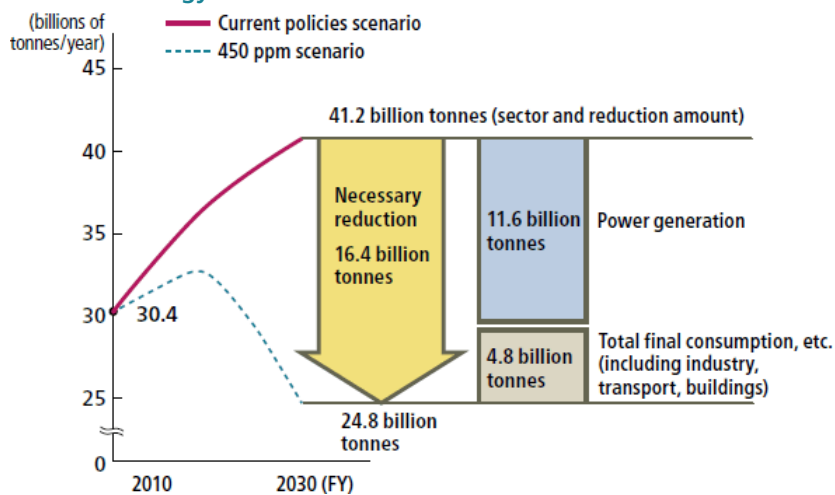 (billions of
tonnes/year)
Current policies scenario
450 ppm scenario
45
41.2 billion tonnes (sector and reduction amount)
40
Necessary
reduction
16.4 billion
tonnes
11.6 billion
tonnes
Power generation
35
30
30.4
4.8 billion
tonnes
Total final consumption, etc.
(including industry,
transport, buildings)
25
24.8 billion
tonnes
0
2010
2030 (FY)